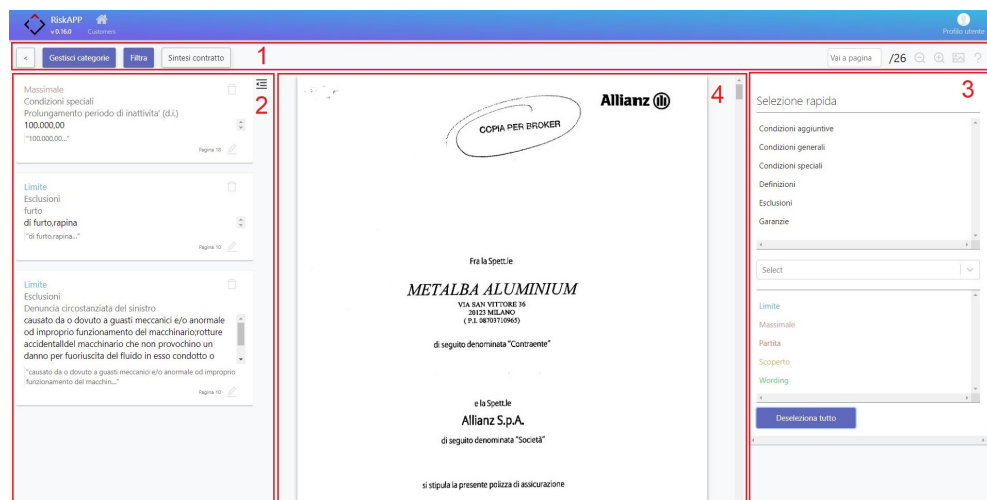 RiskAPP
v 0.16.0
Customers
Profilo utente
<
Gestisci categorie
Filtra
Sintesi contratto
1
Vai a pagina
/26
?
2
Massimale
Condizioni speciali
Prolungamento periodo di inattivita' (d.i.)
100.000,00
"100.000,00..."
Pagina 18
Limite
Esclusioni
furto
di furto,rapina
"di furto,rapina..."
Pagina 10
Limite
Esclusioni
Denuncia circostanziata del sinistro
causato da o dovuto a guasti meccanici e/o anormale
od improprio funzionamento del macchinario;rotture
accidentalldel macchinario che non provochino un
danno per fuoriuscita del fluido in esso condotto o
"causato da o dovuto a guasti meccanici e/o anormale od improprio
funzionamento del macchin..."
Pagina 10
4
Allianz
COPIA PER BROKER
Fra la Spett.le
METALBA ALUMINIUM
VIA SAN VITTORE 36
20123 MILANO
( P.I. 08703710965)
di seguito denominata "Contraente"
e la Spett.le
Allianz S.p.A.
di seguito denominata "Società"
si stipula la presente polizza di assicurazione
3
Selezione rapida
Condizioni aggiuntive
Condizioni generali
Condizioni speciali
Definizioni
Esclusioni
Garanzie
Select
Limite
Massimale
Partita
Scoperto
Wording
Deseleziona tutto